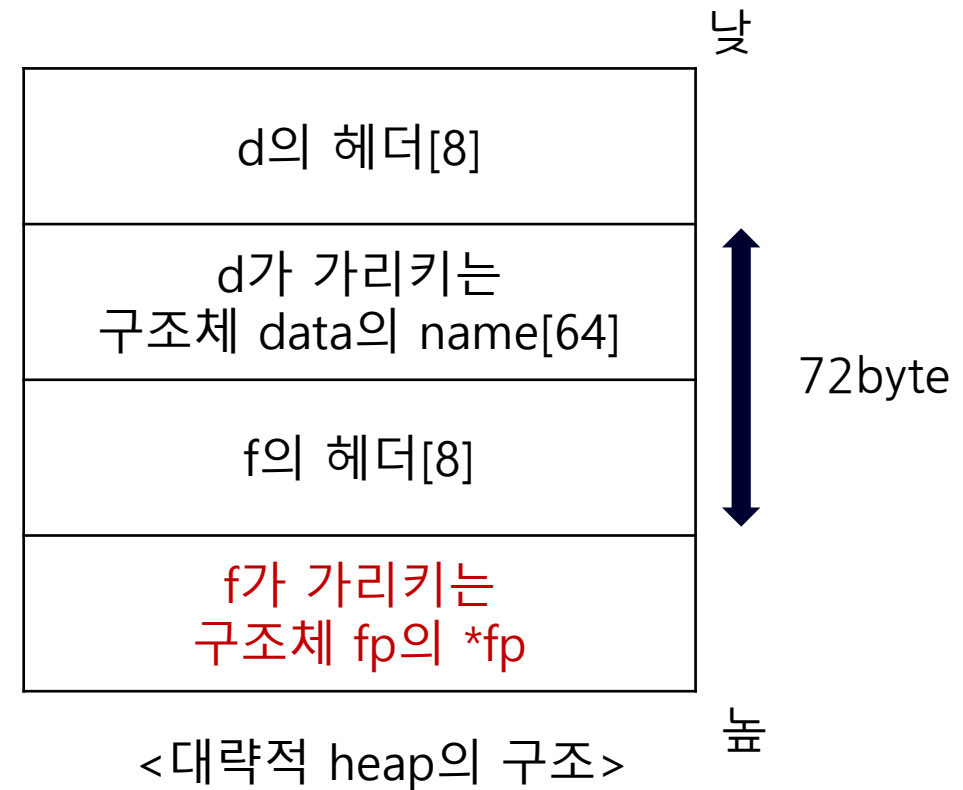 낮
d의 헤더[8]
d가 가리키는
구조체 data의 name[64]
72byte
f의 헤더[8]
f가 가리키는
구조체 fp의 *fp
높
<대략적 heap의 구조>